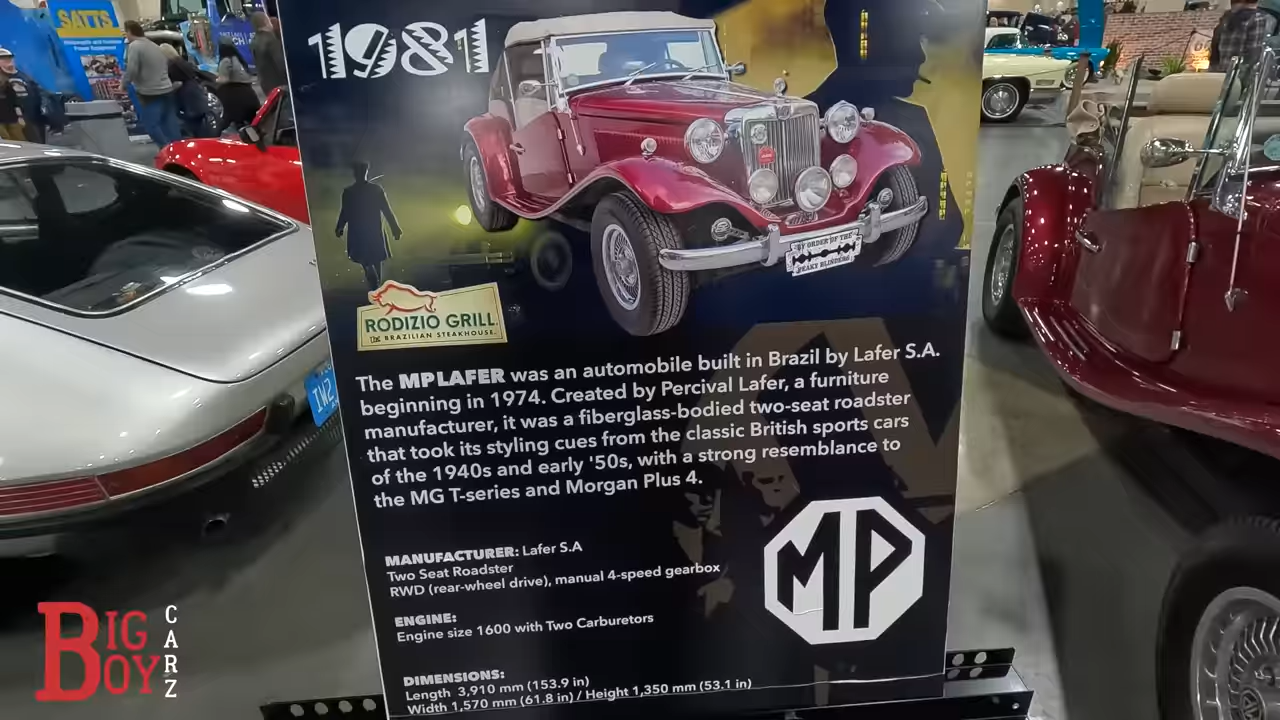 SATTS
1981
BY ORDER OF THE
PEAKY BLINDERS
RODIZIO GRILL
THE BRAZILIAN STEAKHOUSE
The MPLAFER was an automobile built in Brazil by Lafer S.A.
beginning in 1974. Created by Percival Lafer, a furniture
manufacturer, it was a fiberglass-bodied two-seat roadster
that took its styling cues from the classic British sports cars
of the 1940s and early '50s, with a strong resemblance to
the MG T-series and Morgan Plus 4.
MANUFACTURER: Lafer S.A
Two Seat Roadster
RWD (rear-wheel drive), manual 4-speed gearbox
ENGINE:
Engine size 1600 with Two Carburetors
DIMENSIONS:
Length 3,910 mm (153.9 in)
Width 1,570 mm (61.8 in) / Height 1,350 mm (53.1 in)
MP
IWZ
BIG
BOY
CARZ